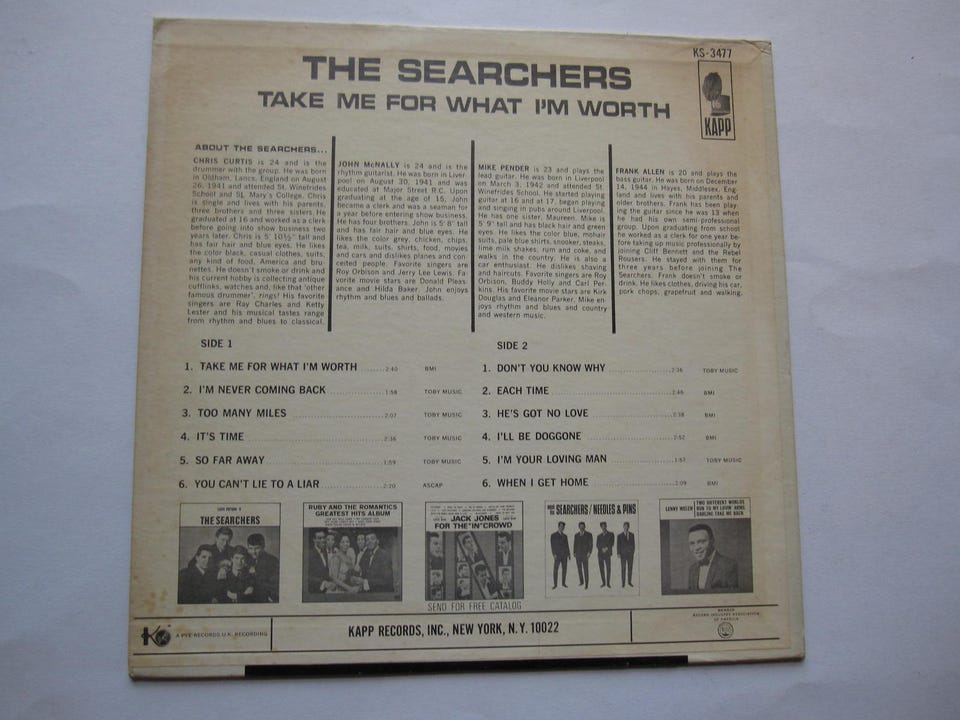 KS-3477
THE SEARCHERS
TAKE ME FOR WHAT I'M WORTH
KAPP
ABOUT THE SEARCHERS...
CHRIS CURTIS is 24 and is the
drummer with the group. He was born
in Oldham, Lancs, England on August
26, 1941 and attended St. Winetrides
School and St. Mary's College. Chris
is single and lives with his parents,
three brothers and three sisters. He
graduated at 16 and worked as a clerk
before going into show business two
years later. Chris is 5' 10½" tall and
has fair hair and blue eyes. He likes
the color black, casual clothes, suits,
any kind of food, America and bru-
nettes. He doesn't smoke or drink and
his current hobby is collecting antique
cufflinks, watches and, like that 'other
famous drummer', rings! His favorite
singers are Ray Charles and Ketty
Lester and his musical tastes range
from rhythm and blues to classical.
JOHN McNALLY is 24 and is the
rhythm guitarist. He was born in Liver-
pool on August 30, 1941 and was
educated at Major Street R.C. Upon
graduating at the age of 15, John
became a clerk and was a seaman for
a year before entering show business.
He has four brothers. John is 5' 8" tall
and has fair hair and blue eyes. He
likes the color grey, chicken, chips,
tea, milk, suits, shirts, food, movies
and cars and dislikes planes and con-
ceited people. Favorite singers are
Roy Orbison and Jerry Lee Lewis. Fa-
vorite movie stars are Donald Pleas-
ance and Hilda Baker. John enjoys
rhythm and blues and ballads.
MIKE PENDER is 23 and plays the
lead guitar. He was born in Liverpool
on March 3, 1942 and attended St
Winefrides School. He started playing
guitar at 16 and at 17, began playing
and singing in pubs around Liverpool.
He has one sister, Maureen. Mike is
5' 9" tall and has black hair and green
eyes. He likes the color blue, mohair
suits, pale blue shirts, snooker, steaks,
lime milk shakes, rum and coke, and
walks in the country. He is also a
car enthusiast. He dislikes shaving
and haircuts. Favorite singers are Roy
Orbison, Buddy Holly and Carl Per-
kins. His favorite movie stars are Kirk
Douglas and Eleanor Parker. Mike en-
joys rhythm and blues and country
and western music.
FRANK ALLEN is 20 and plays the
bass guitar. He was born on December
14, 1944 in Hayes, Middlesex, Eng-
land and lives with his parents and
older brothers. Frank has been play-
ing the guitar since he was 13 when
he had his own semi-professional
group. Upon graduating from school
he worked as a clerk for one year be-
fore taking up music professionally by
joining Cliff Bennett and the Rebel
Rousers. He stayed with them for
three years before joining The
Searchers. Frank doesn't smoke or
drink. He likes clothes, driving his car,
pork chops, grapefruit and walking.
SIDE 1
1. TAKE ME FOR WHAT I'M WORTH 2:40 BMI
2. I'M NEVER COMING BACK 1:58 TOBY MUSIC
3. TOO MANY MILES 2:07 TOBY MUSIC
4. IT'S TIME 2:36 TOBY MUSIC
5. SO FAR AWAY 1:59 TOBY MUSIC
6. YOU CAN'T LIE TO A LIAR 2:20 ASCAP
SIDE 2
1. DON'T YOU KNOW WHY 2:36 TOBY MUSIC
2. EACH TIME 2:46 BMI
3. HE'S GOT NO LOVE 2:38 BMI
4. I'LL BE DOGGONE 2:52 BMI
5. I'M YOUR LOVING MAN 1:57 TOBY MUSIC
6. WHEN I GET HOME 2:09 BMI
THE SEARCHERS
RUBY AND THE ROMANTICS
GREATEST HITS ALBUM
JACK JONES
FOR THE "IN" CROWD
SEARCHERS / NEEDLES & PINS
LENNY WELCH
TWO DIFFERENT WORLDS
RUN TO MY LOVIN' ARMS
DARLING TAKE ME BACK
SEND FOR FREE CATALOG
A PYE RECORDS U.K. RECORDING
KAPP RECORDS, INC., NEW YORK, N.Y. 10022
MEMBER
RECORD INDUSTRY ASSOCIATION
OF AMERICA